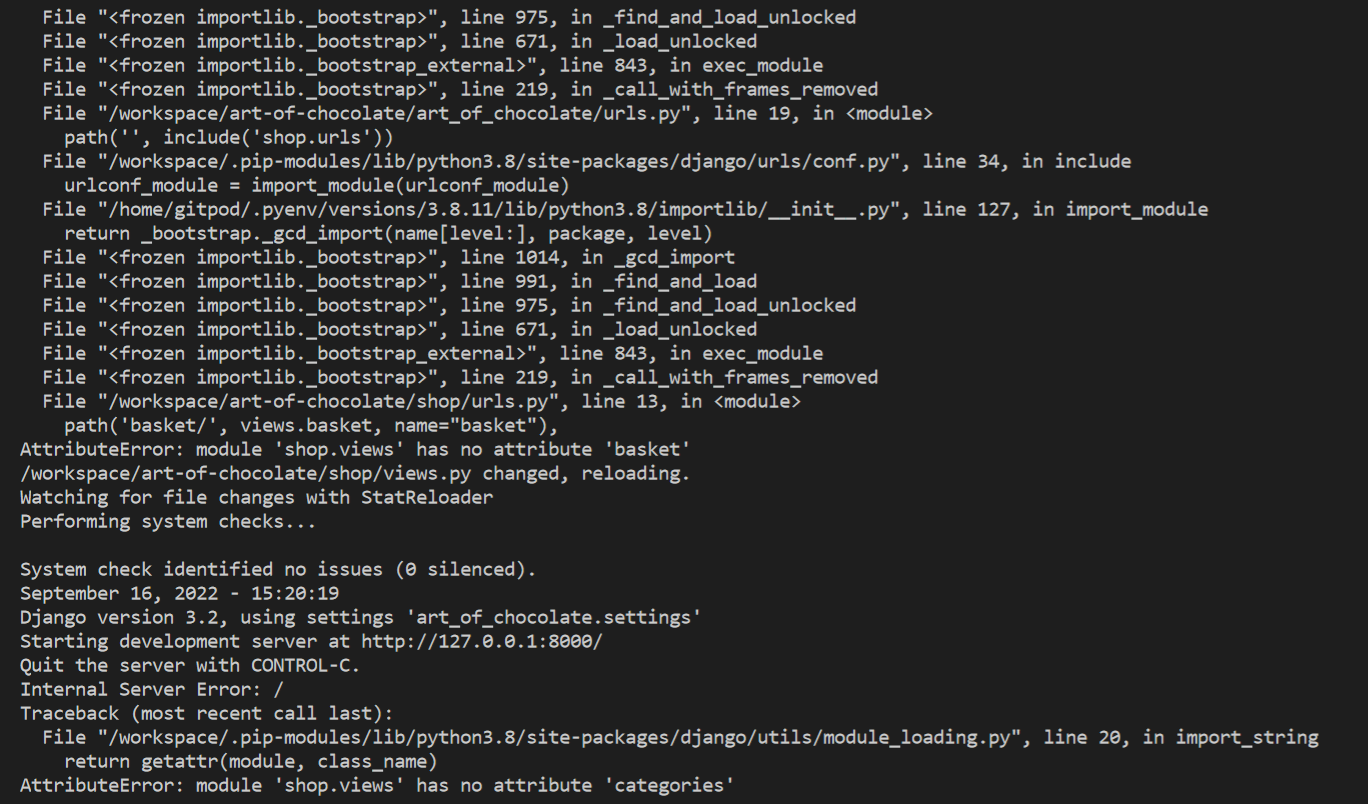 File "<frozen importlib._bootstrap>", line 975, in _find_and_load_unlocked
File "<frozen importlib._bootstrap>", line 671, in _load_unlocked
File "<frozen importlib._bootstrap_external>", line 843, in exec_module
File "<frozen importlib._bootstrap>", line 219, in _call_with_frames_removed
File "/workspace/art-of-chocolate/art_of_chocolate/urls.py", line 19, in <module>
path('', include('shop.urls'))
File "/workspace/.pip-modules/lib/python3.8/site-packages/django/urls/conf.py", line 34, in include
urlconf_module = import_module(urlconf_module)
File "/home/gitpod/.pyenv/versions/3.8.11/lib/python3.8/importlib/__init__.py", line 127, in import_module
return _bootstrap._gcd_import(name[level:], package, level)
File "<frozen importlib._bootstrap>", line 1014, in _gcd_import
File "<frozen importlib._bootstrap>", line 991, in _find_and_load
File "<frozen importlib._bootstrap>", line 975, in _find_and_load_unlocked
File "<frozen importlib._bootstrap>", line 671, in _load_unlocked
File "<frozen importlib._bootstrap_external>", line 843, in exec_module
File "<frozen importlib._bootstrap>", line 219, in _call_with_frames_removed
File "/workspace/art-of-chocolate/shop/urls.py", line 13, in <module>
path('basket/', views.basket, name="basket"),
AttributeError: module 'shop.views' has no attribute 'basket'
/workspace/art-of-chocolate/shop/views.py changed, reloading.
Watching for file changes with StatReloader
Performing system checks...
System check identified no issues (0 silenced).
September 16, 2022 - 15:20:19
Django version 3.2, using settings 'art_of_chocolate.settings'
Starting development server at http://127.0.0.1:8000/
Quit the server with CONTROL-C.
Internal Server Error: /
Traceback (most recent call last):
File "/workspace/.pip-modules/lib/python3.8/site-packages/django/utils/module_loading.py", line 20, in import_string
return getattr(module, class_name)
AttributeError: module 'shop.views' has no attribute 'categories'